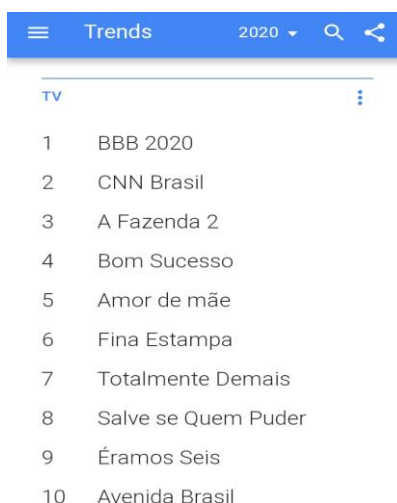 Trends 2020
TV
1 BBB 2020
2 CNN Brasil
3 A Fazenda 2
4 Bom Sucesso
5 Amor de mãe
6 Fina Estampa
7 Totalmente Demais
8 Salve se Quem Puder
9 Éramos Seis
10 Avenida Brasil